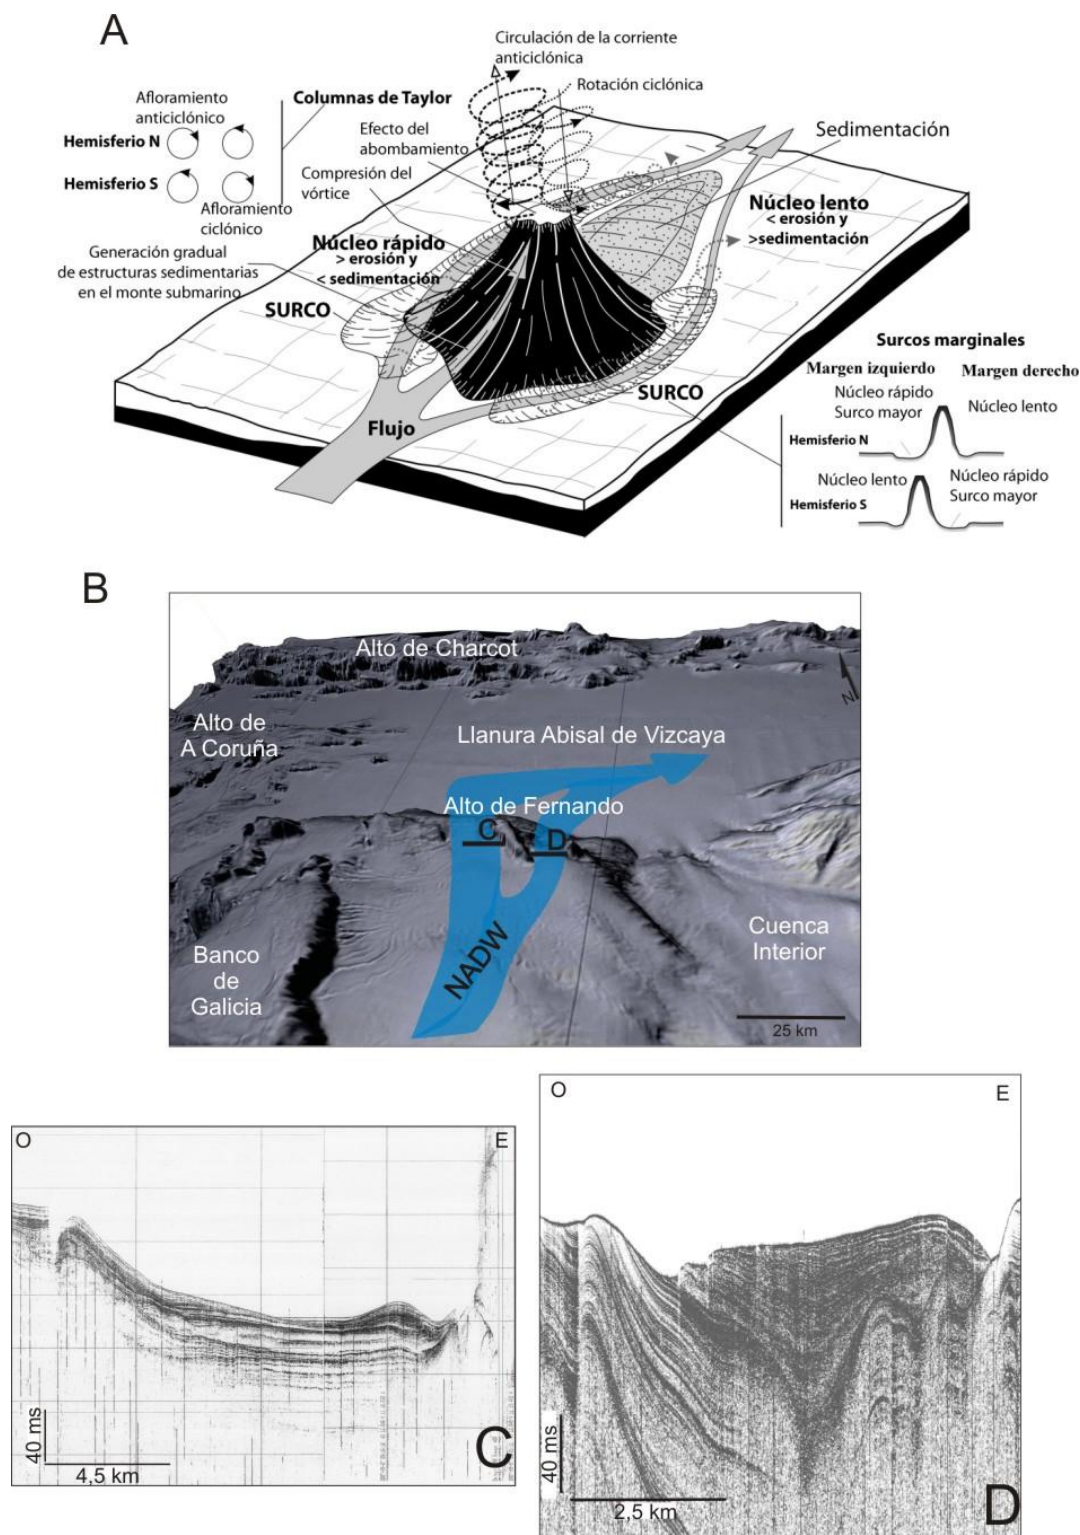 A
Circulación de la corriente
anticiclónica
Rotación ciclónica
Afloramiento
anticiclónico
Columnas de Taylor
Hemisferio N
Hemisferio S
Afloramiento
ciclónico
Efecto del
abombamiento
Compresión del
vórtice
Sedimentación
Generación gradual
de estructuras sedimentarias
en el monte submarino
Núcleo rápido
> erosión y
< sedimentación
Núcleo lento
< erosión y
>sedimentación
SURCO
SURCO
Flujo
Surcos marginales
Margen izquierdo
Margen derecho
Núcleo rápido
Surco mayor
Núcleo lento
Hemisferio N
Núcleo lento
Núcleo rápido
Surco mayor
Hemisferio S
B
Alto de Charcot
N
Alto de
A Coruña
Llanura Abisal de Vizcaya
Alto de Fernando
C
D
NADW
Banco
de
Galicia
Cuenca
Interior
25 km
O
E
40 ms
4,5 km
C
O
E
40 ms
2,5 km
D